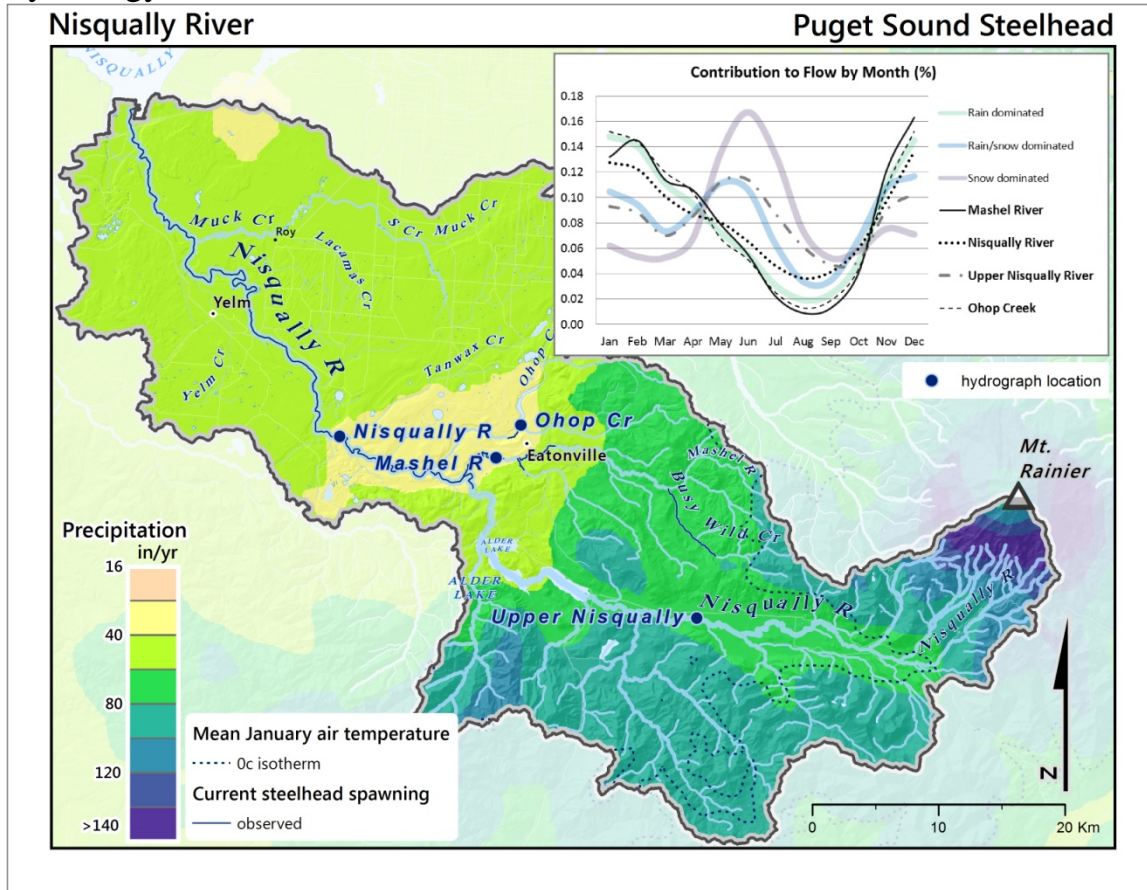 Nisqually River
Puget Sound Steelhead
NISQUALLY
Contribution to Flow by Month (%)
0.18
0.16
0.14
0.12
0.10
0.08
0.06
0.04
0.02
0.00
Jan Feb Mar Apr May Jun Jul Aug Sep Oct Nov Dec
Rain dominated
Rain/snow dominated
Snow dominated
Mashel River
Nisqually River
Upper Nisqually River
Ohop Creek
hydrograph location
Muck Cr
S Cr Muck Cr
Roy
Lacamas Cr
Nisqually R
Yelm
Yelm Cr
Tanwax Cr
Ohop C
Ohop Cr
Nisqually R
Mashel R
Eatonville
Mashel R
Busy Wild Cr
Mt.
Rainier
ALDER
LAKE
ALDER
LAKE
Upper Nisqually
Nisqually R
Nisqually R
Precipitation
in/yr
16
40
80
120
>140
Mean January air temperature
0c isotherm
Current steelhead spawning
observed
N
0 10 20 Km